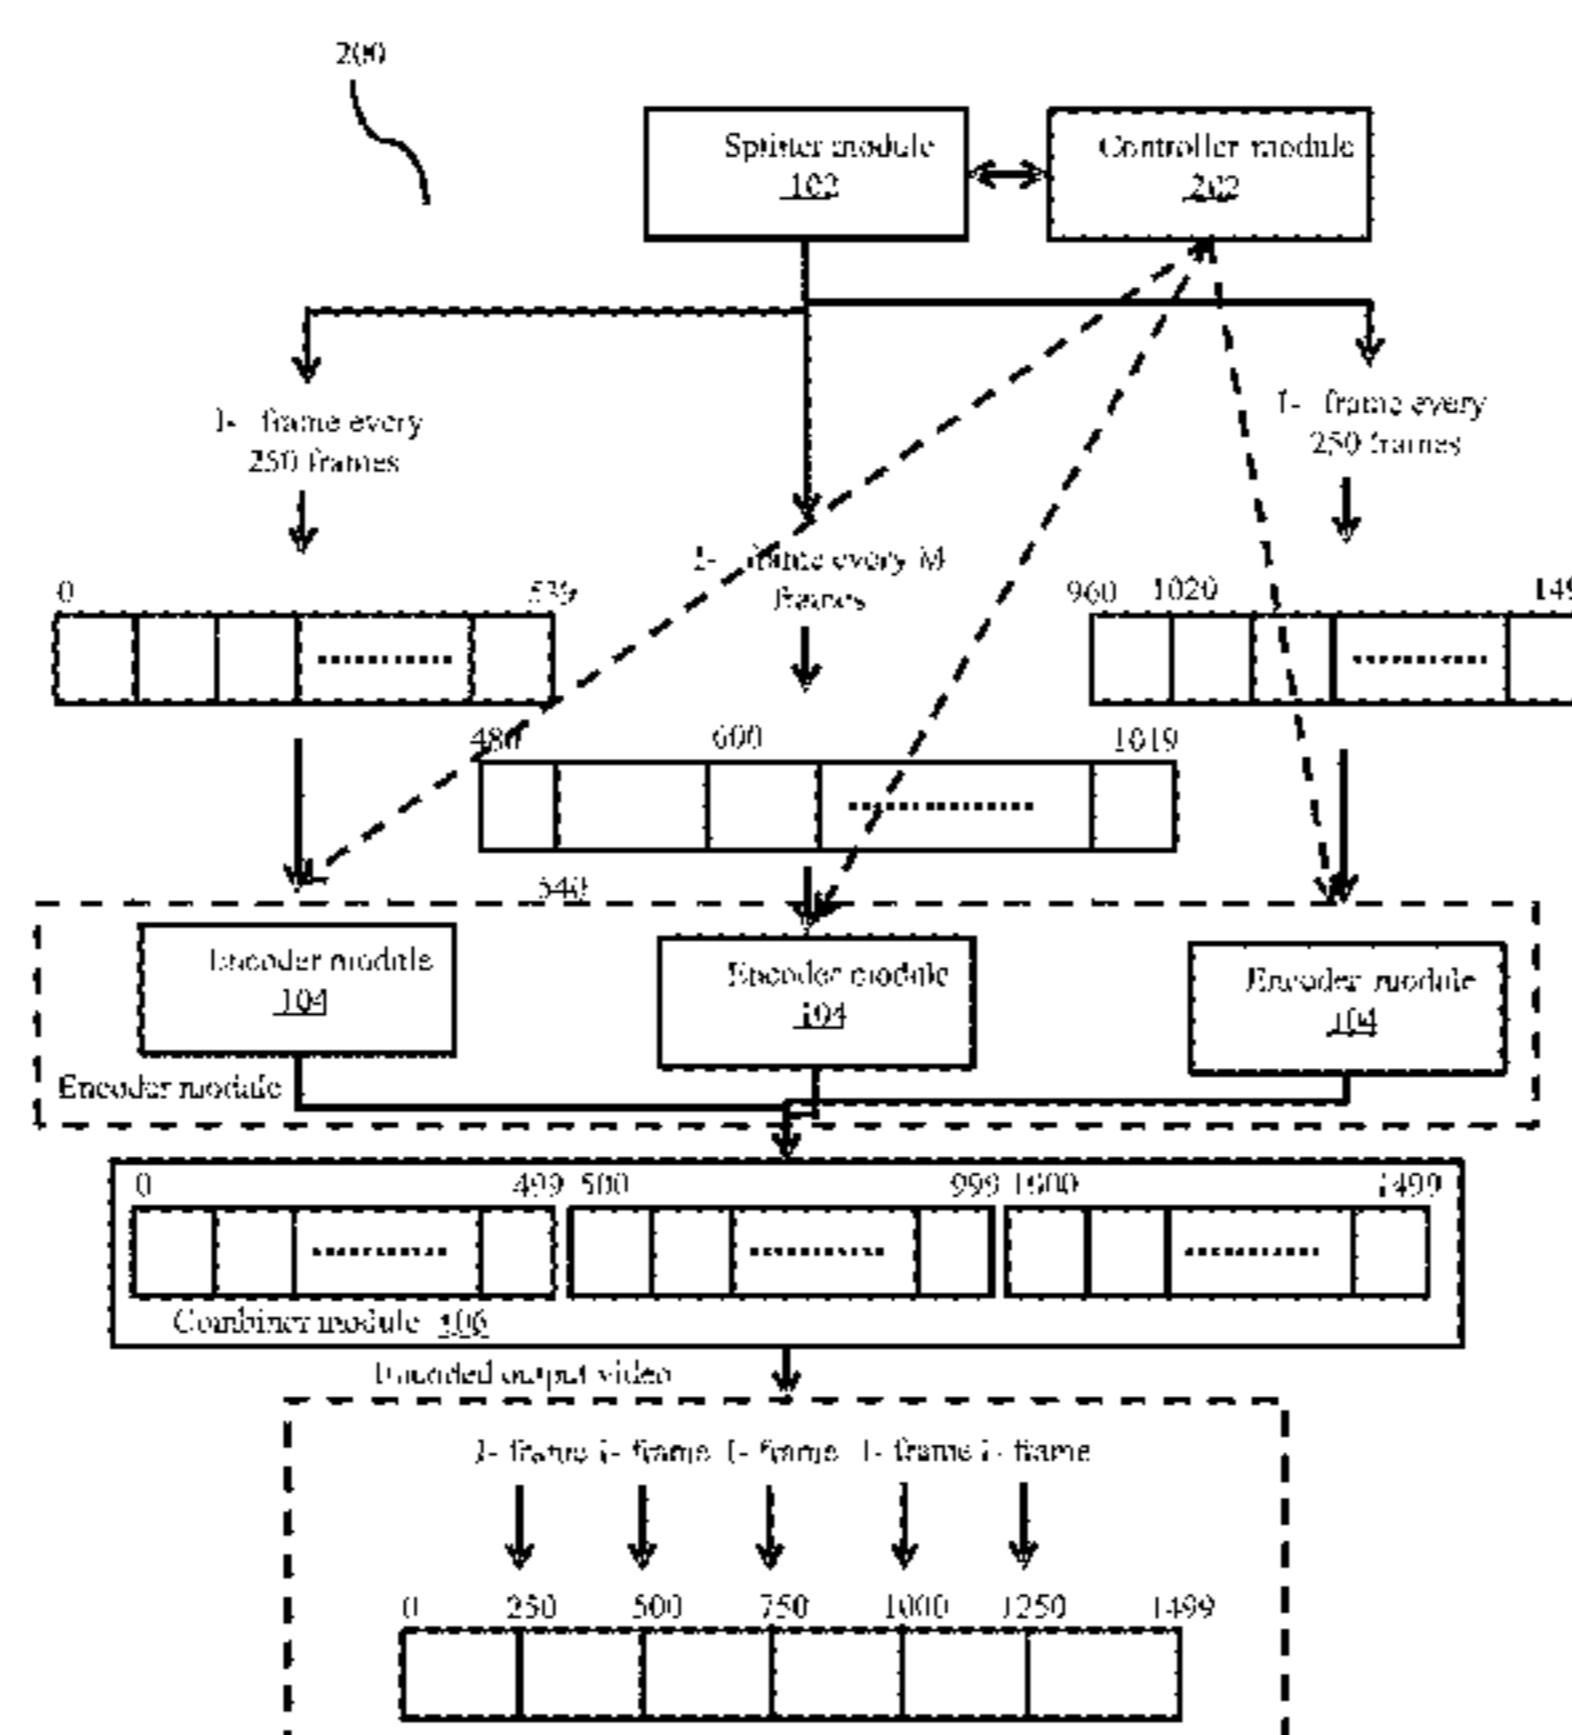 200
Splitter module
102
Controller module
202
I- frame every
250 frames
I- frame every
250 frames
I- frame every M
frames
0 539
960 1020 149
480 600 1019
540
Encoder module
104
Encoder module
104
Encoder module
104
Encoder module
0 499 500 999 1000 1499
Combiner module 106
Encoded output video
I- frame I- frame I- frame I- frame I- frame
0 250 500 750 1000 1250 1499